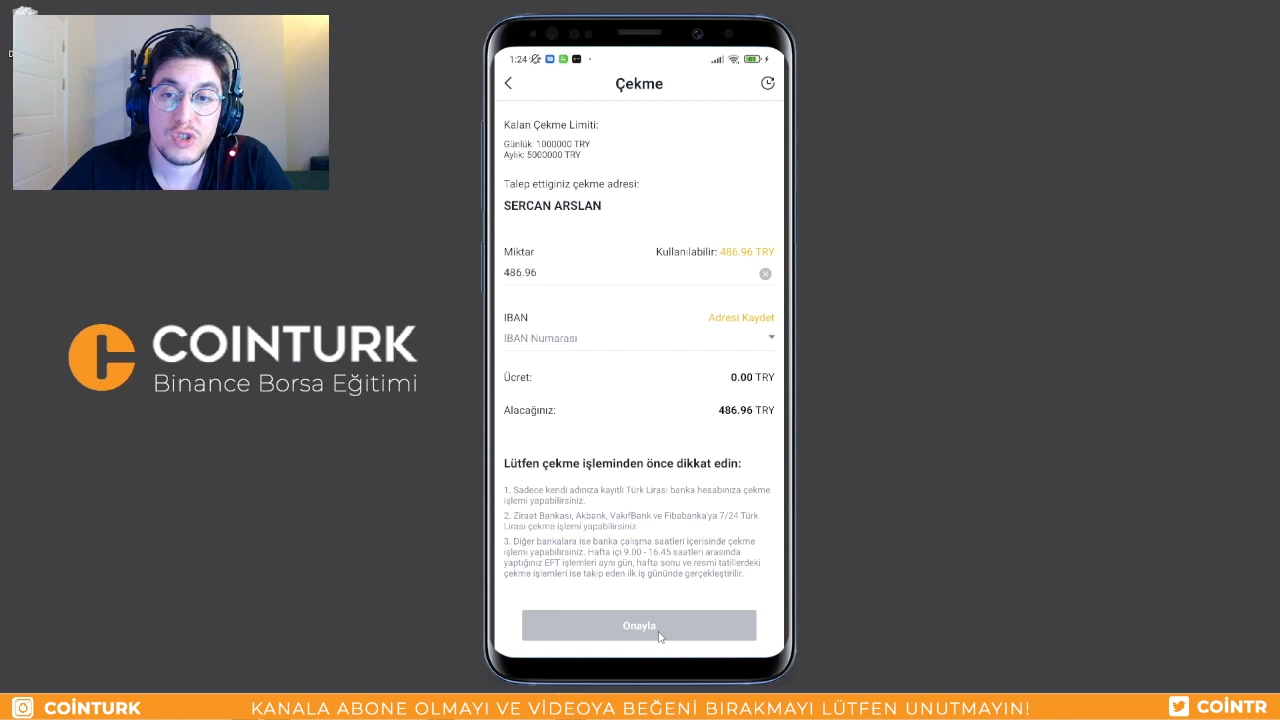 1:24
Çekme
Kalan Çekme Limiti:
Günlük: 1000000 TRY
Aylık: 5000000 TRY
Talep ettiginiz çekme adresi:
SERCAN ARSLAN
Miktar Kullanılabilir: 486.96 TRY
486.96
IBAN Adresi Kaydet
IBAN Numarası
Ücret: 0.00 TRY
Alacağınız: 486.96 TRY
Lütfen çekme işleminden önce dikkat edin:
1. Sadece kendi adınıza kayıtlı Türk Lirası banka hesabınıza çekme
işlemi yapabilirsiniz.
2. Ziraat Bankası, Akbank, VakıfBank ve Fibabanka'ya 7/24 Türk
Lirası çekme işlemi yapabilirsiniz.
3. Diğer bankalara ise banka çalışma saatleri içerisinde çekme
işlemi yapabilirsiniz. Hafta içi 9.00 - 16.45 saatleri arasında
yaptığınız EFT işlemleri aynı gün, hafta sonu ve resmi tatillerdeki
çekme işlemleri ise takip eden ilk iş gününde gerçekleştirilir.
Onayla
COINTURK
Binance Borsa Eğitimi
COİNTURK KANALA ABONE OLMAYI VE VİDEOYA BEĞENİ BIRAKMAYI LÜTFEN UNUTMAYIN! COİNTR